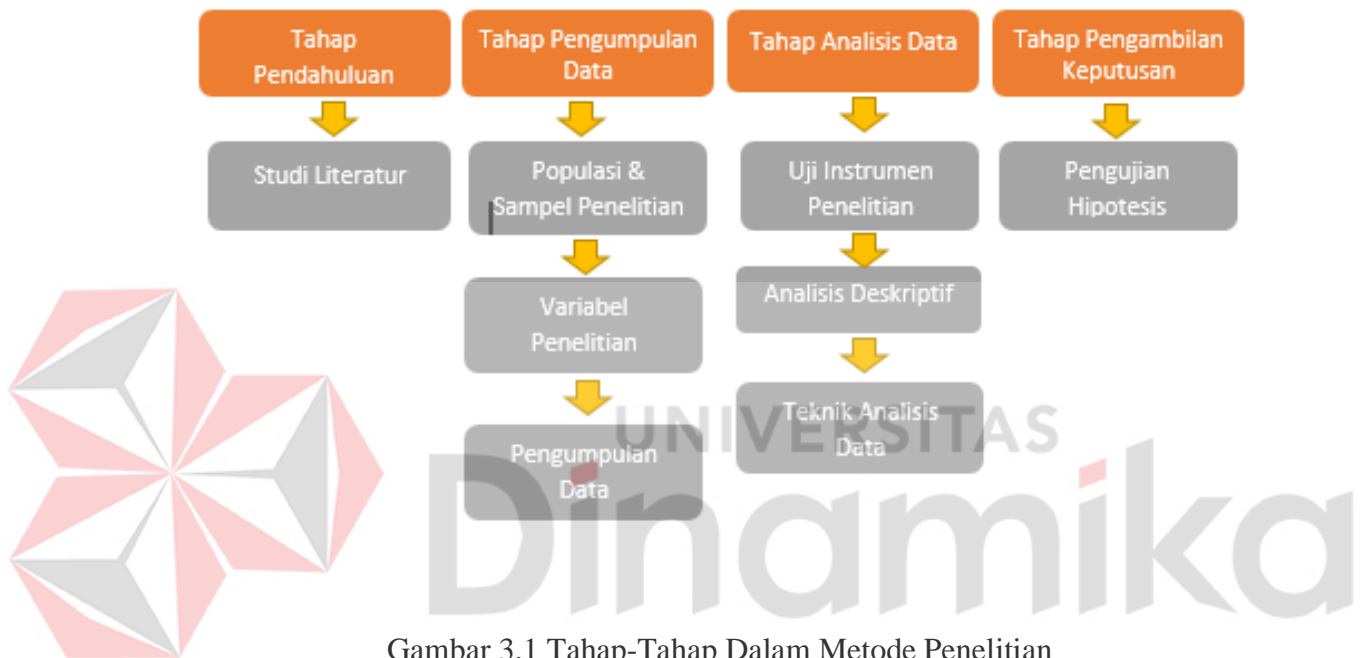 Tahap
Pendahuluan
Studi Literatur
Tahap Pengumpulan
Data
Populasi &
Sampel Penelitian
Variabel
Penelitian
Pengumpulan
Data
Tahap Analisis Data
Uji Instrumen
Penelitian
Analisis Deskriptif
Teknik Analisis
Data
Tahap Pengambilan
Keputusan
Pengujian
Hipotesis
UNIVERSITAS
Dinamika
Gambar 3.1 Tahap-Tahap Dalam Metode Penelitian